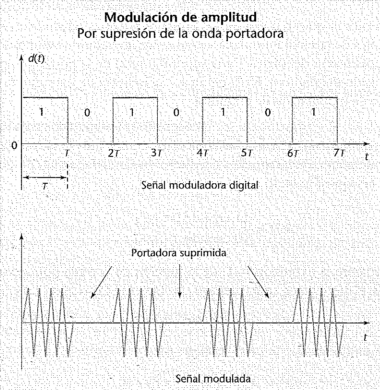 Modulación de amplitud
Por supresión de la onda portadora
d(t)
1 0 1 0 1 0 1
0 T 2T 3T 4T 5T 6T 7T t
T
Señal moduladora digital
Portadora suprimida
t
Señal modulada